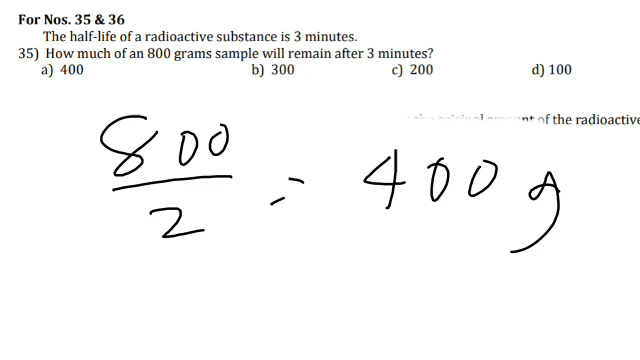 For Nos. 35 & 36
The half-life of a radioactive substance is 3 minutes.
35) How much of an 800 grams sample will remain after 3 minutes?
a) 400 b) 300 c) 200 d) 100
of the radioactive
800
2
= 400 g